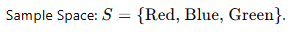 Sample Space: S = {Red, Blue, Green}.